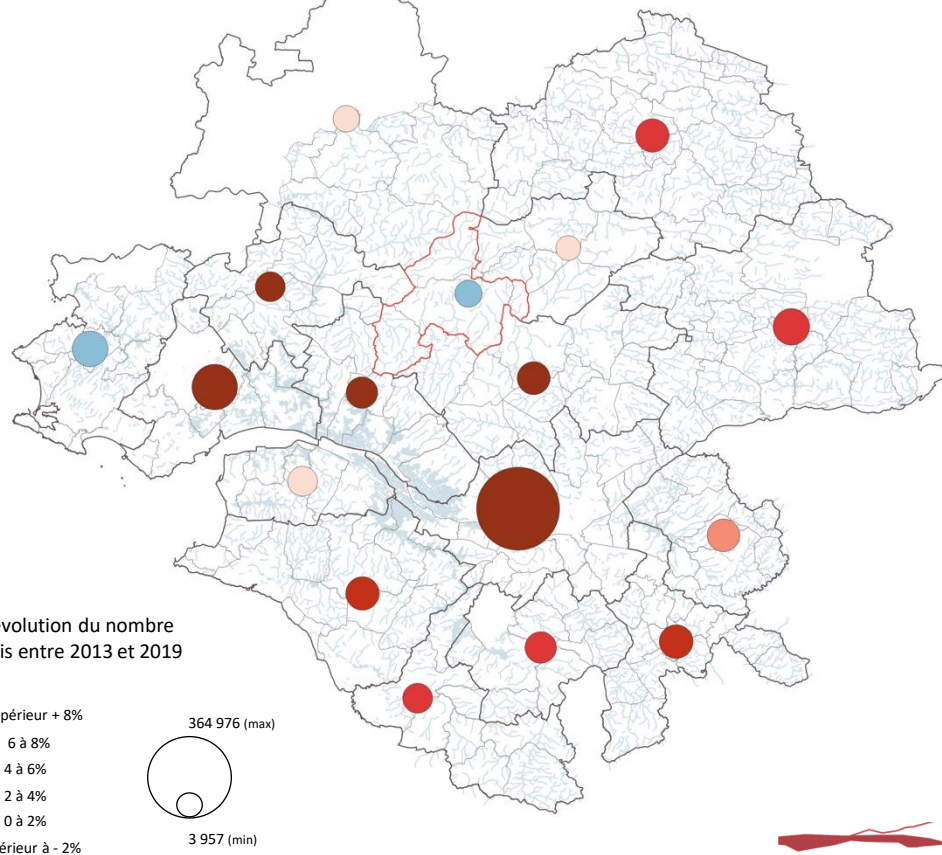 évolution du nombre
is entre 2013 et 2019
périeur + 8%
6 à 8%
4 à 6%
2 à 4%
0 à 2%
érieur à - 2%
364 976 (max)
3 957 (min)